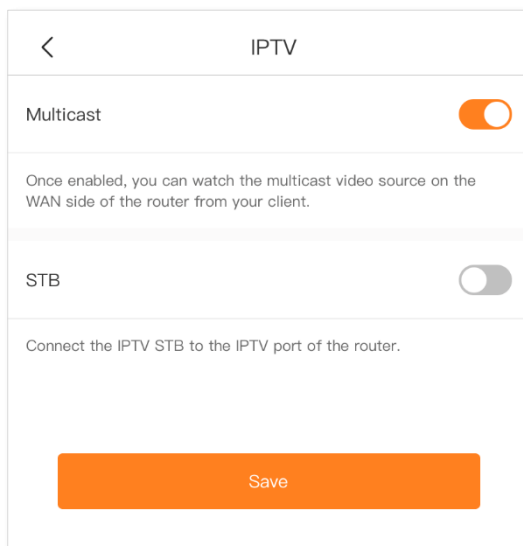 IPTV
Multicast
Once enabled, you can watch the multicast video source on the
WAN side of the router from your client.
STB
Connect the IPTV STB to the IPTV port of the router.
Save